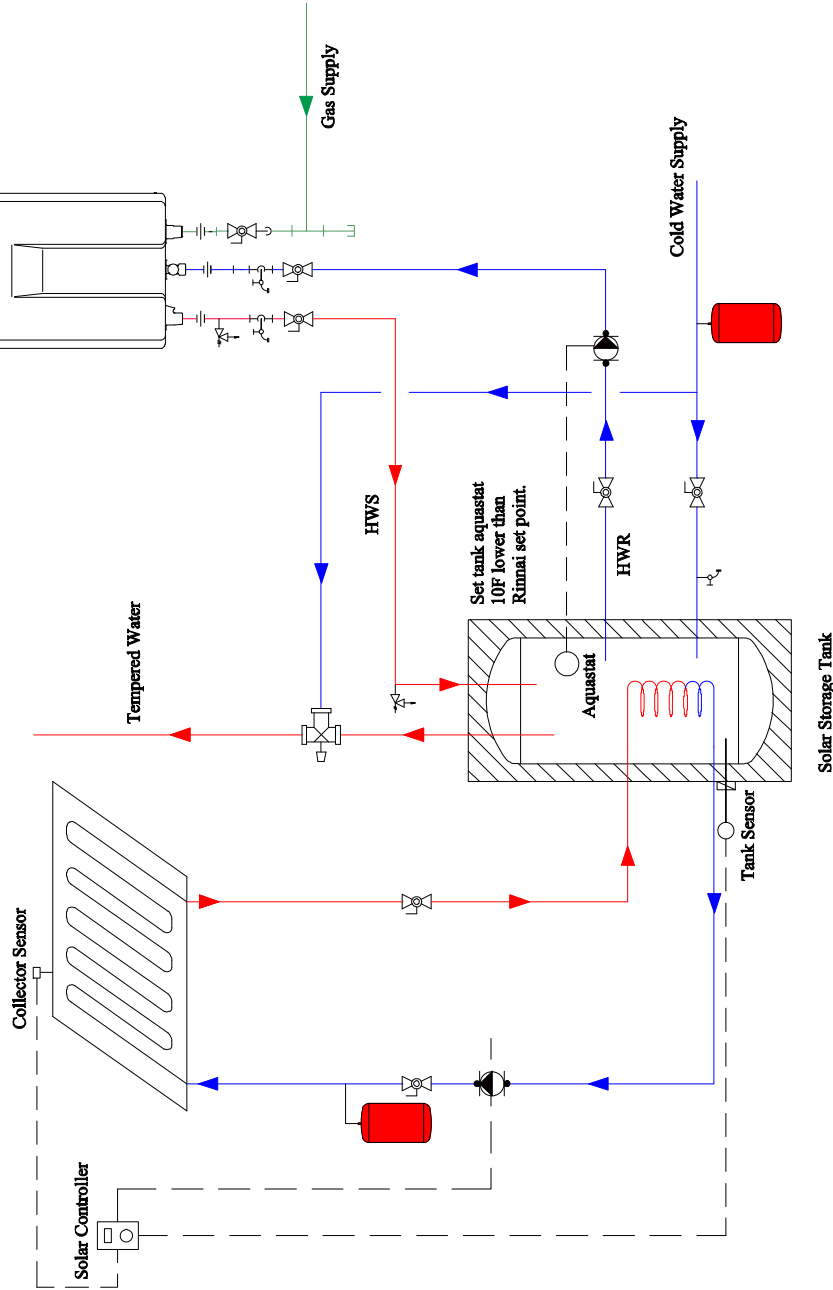 Solar Controller
Collector Sensor
Tempered Water
HWS
Gas Supply
Set tank aquastat
10F lower than
Rinnai set point.
Cold Water Supply
HWR
Aquastat
Tank Sensor
Solar Storage Tank